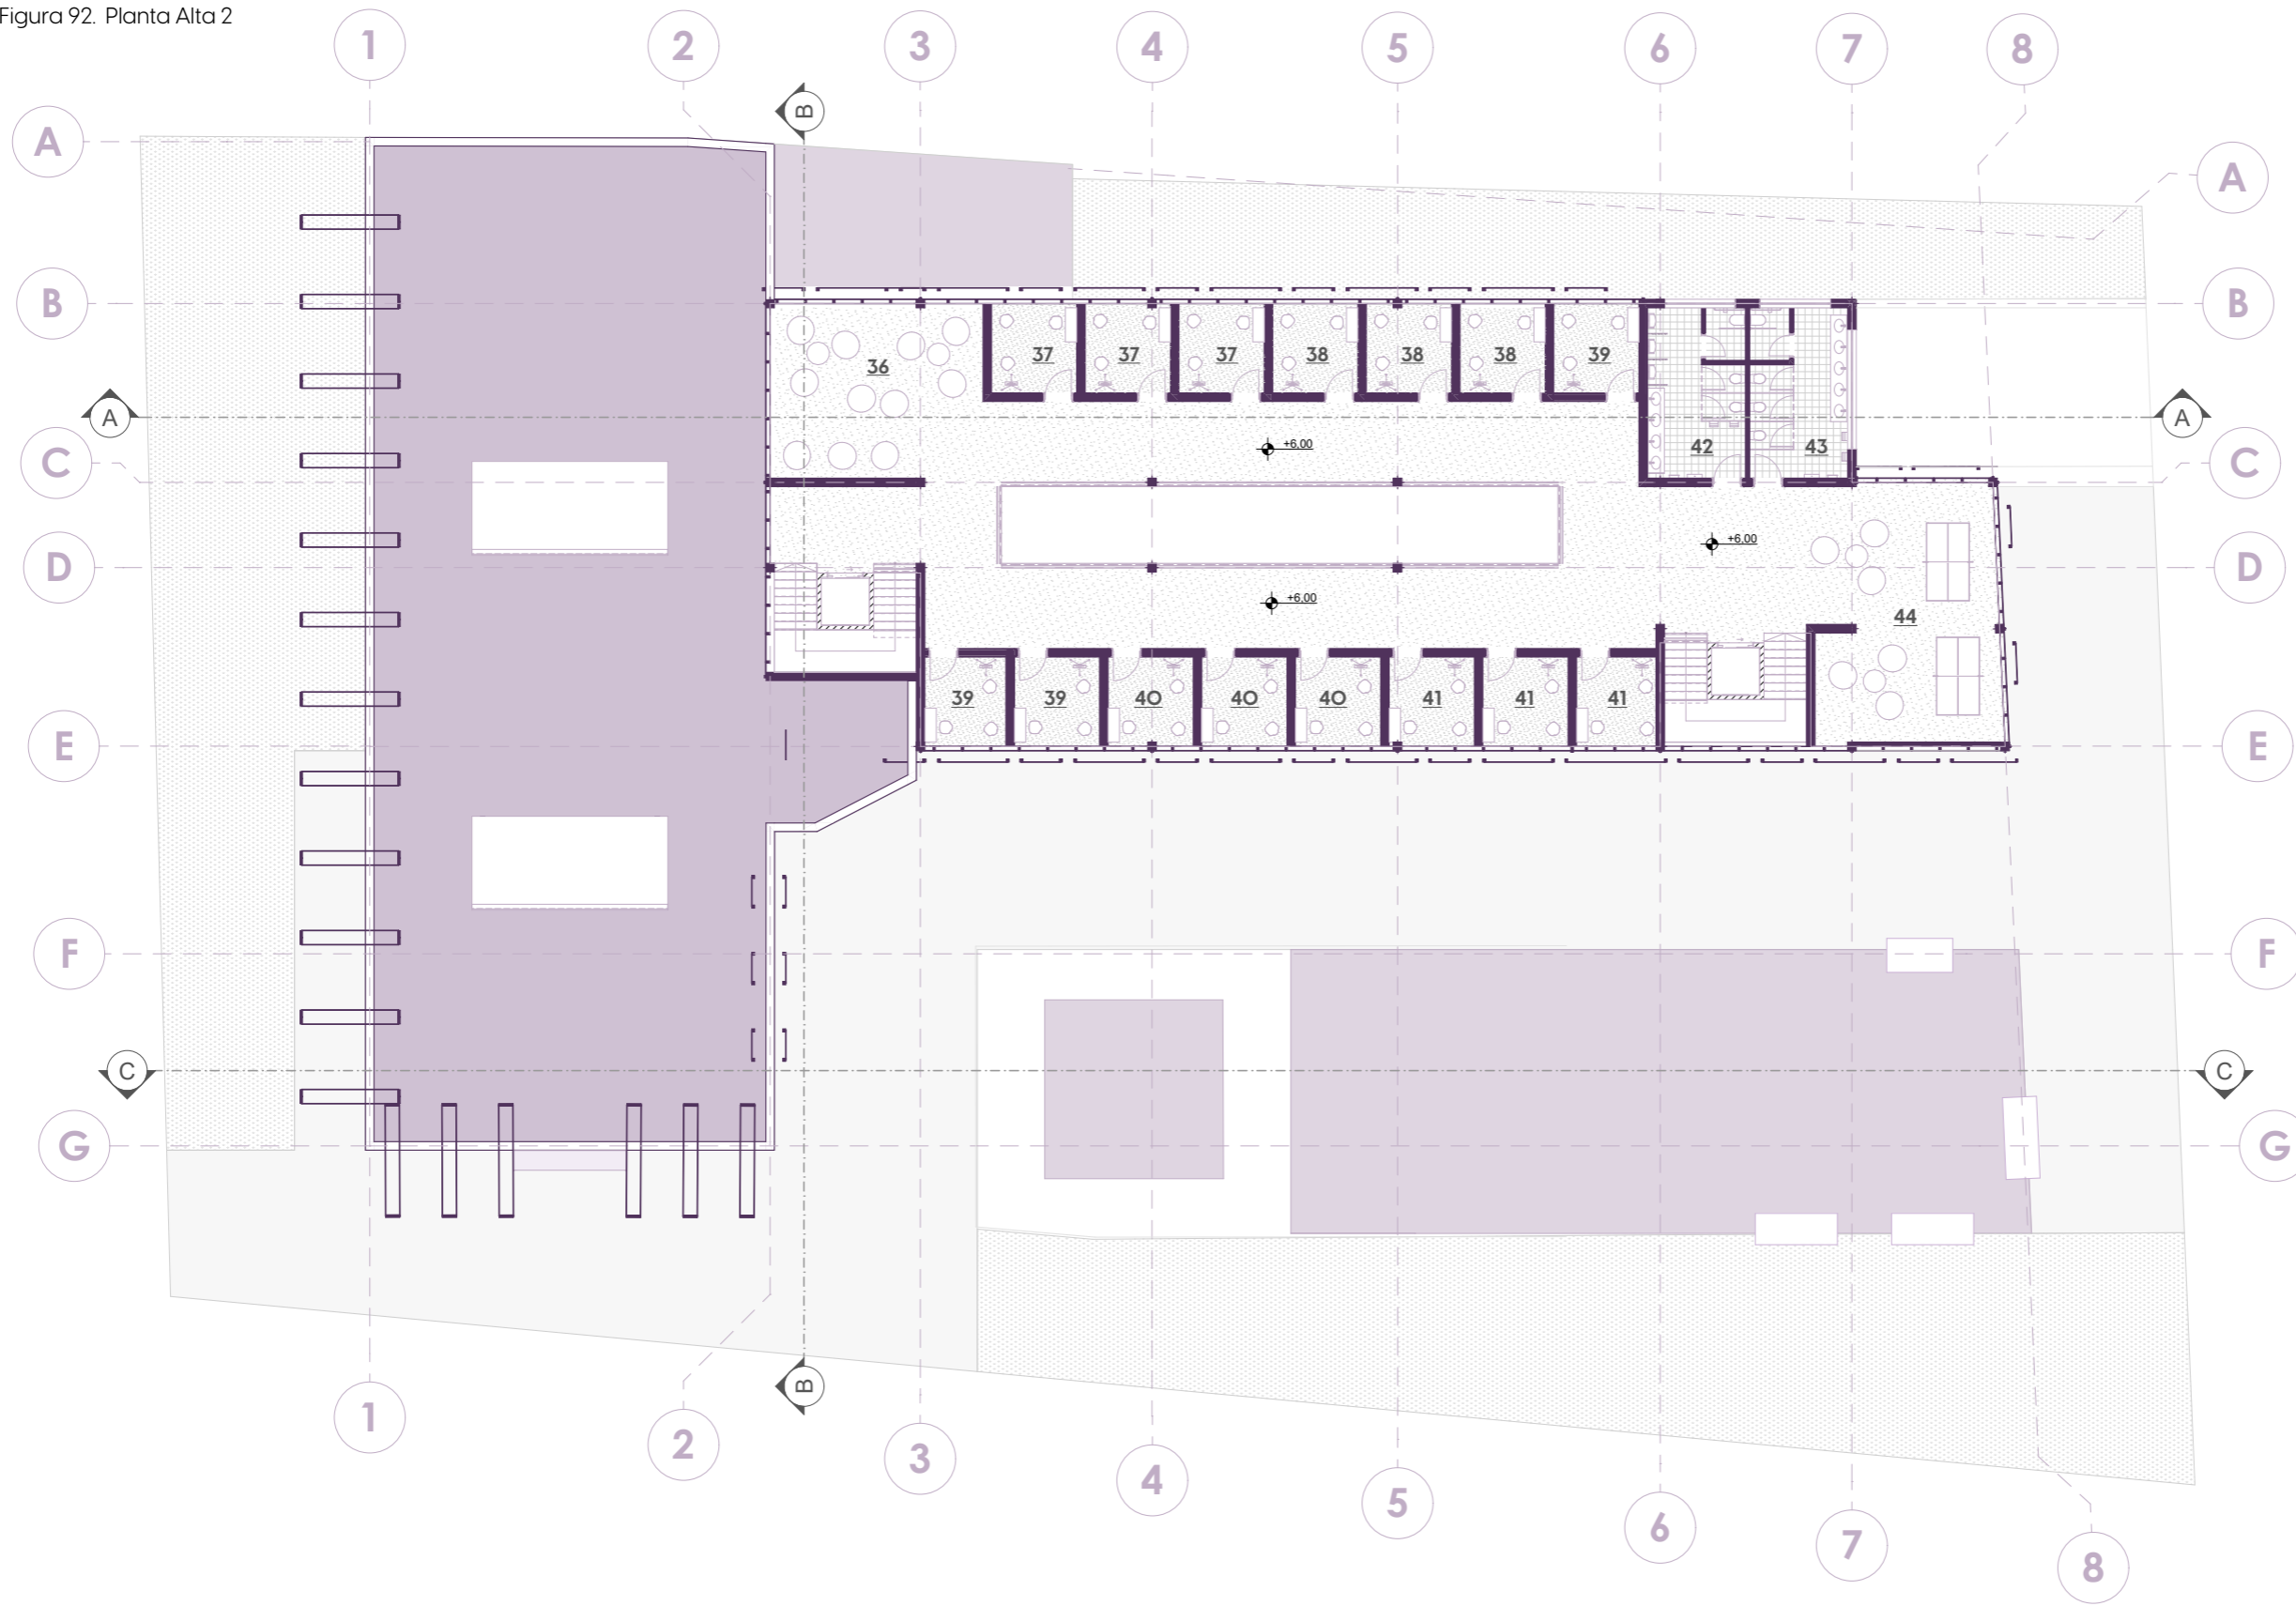 Figura 92. Planta Alta 2
1 2 3 4 5 6 7 8
B
A A
B B
37 37 37 38 38 38 39
36
A A
42 43
+6,00
C C
+6,00
D D
+6,00
44
39 39 40 40 40 41 41 41
E E
F F
C C
G G
B
1 2 3 4 5 6 7 8